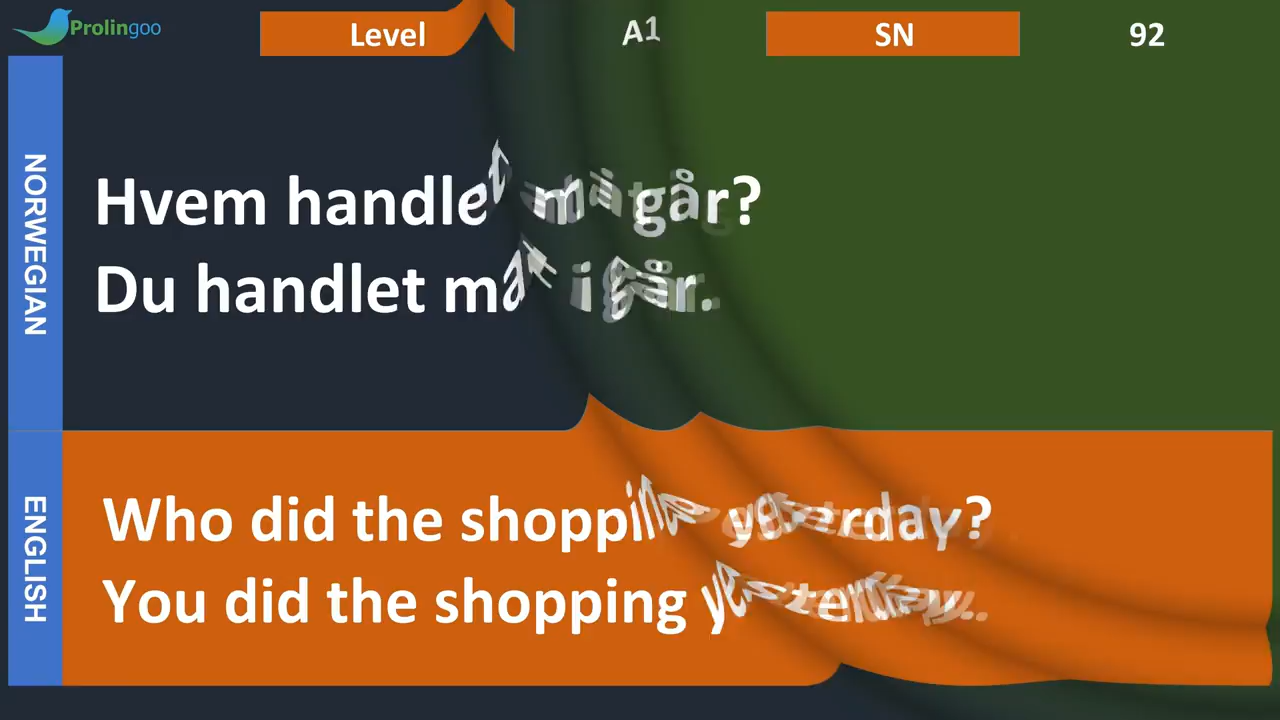 Prolingoo
Level
A1
SN
92
NORWEGIAN
Hvem handlet i går?
Du handlet mat i går.
ENGLISH
Who did the shopping yesterday?
You did the shopping yesterday.